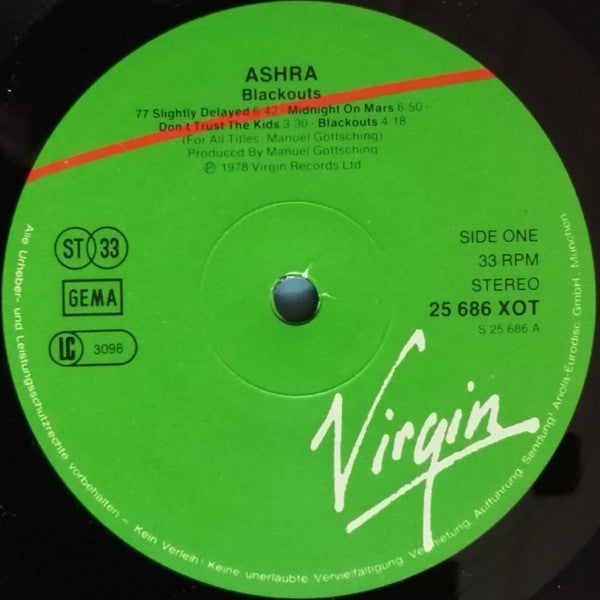 ASHRA
Blackouts
77 Slightly Delayed 6:42 · Midnight On Mars 6:50 ·
Don't Trust The Kids 3:30 · Blackouts 4:18
(For All Titles: Manuel Gottsching)
Produced By Manuel Gottsching
Ⓟ 1978 Virgin Records Ltd.
ST 33
GEMA
LC 3098
SIDE ONE
33 RPM
STEREO
25 686 XOT
S 25 686 A
Virgin
Alle Urheber- und Leistungsschutzrechte vorbehalten – Kein Verleih! Keine unerlaubte Vervielfältigung, Vermietung, Aufführung, Sendung! Ariola-Eurodisc GmbH, München